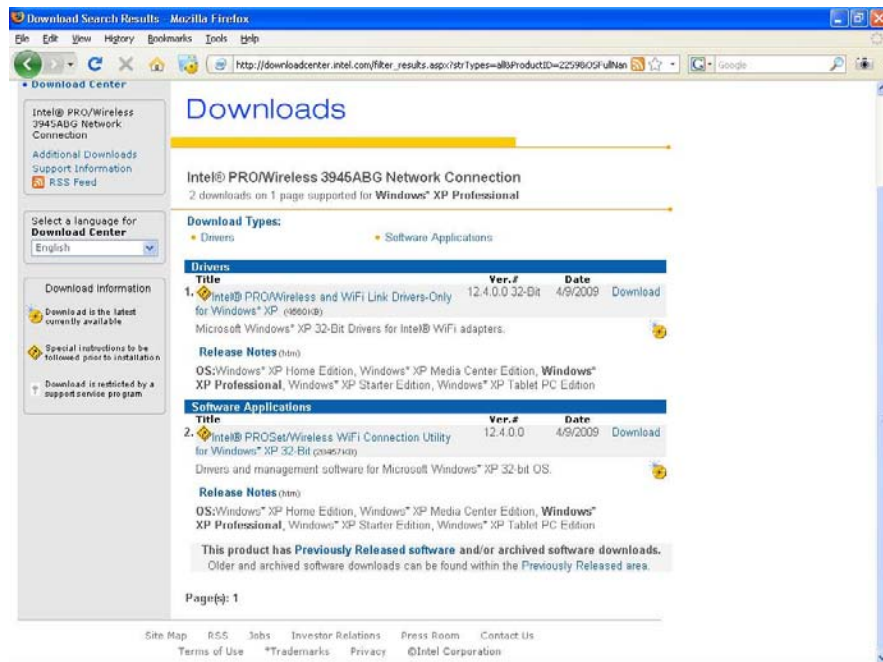 Download Search Results - Mozilla Firefox
File Edit View History Bookmarks Tools Help
http://downloadcenter.intel.com/filter_results.aspx?strTypes=all&ProductID=2259&OSFullNan
Google
• Download Center
Intel® PRO/Wireless
3945ABG Network
Connection
Additional Downloads
Support Information
RSS Feed
Select a language for
Download Center
English
Download Information
Download is the latest
currently available
Special instructions to be
followed prior to installation
Download is restricted by a
support service program
Downloads
Intel® PRO/Wireless 3945ABG Network Connection
2 downloads on 1 page supported for Windows* XP Professional
Download Types:
• Drivers • Software Applications
Drivers
Title Ver.# Date
1. Intel® PRO/Wireless and WiFi Link Drivers-Only 12.4.0.0 32-Bit 4/9/2009 Download
for Windows* XP
Microsoft Windows* XP 32-Bit Drivers for Intel® WiFi adapters.
Release Notes (htm)
OS:Windows* XP Home Edition, Windows* XP Media Center Edition, Windows*
XP Professional, Windows* XP Starter Edition, Windows* XP Tablet PC Edition
Software Applications
Title Ver.# Date
2. Intel® PROSet/Wireless WiFi Connection Utility 12.4.0.0 4/9/2009 Download
for Windows* XP 32-Bit (20457KB)
Drivers and management software for Microsoft Windows* XP 32-bit OS.
Release Notes (htm)
OS:Windows* XP Home Edition, Windows* XP Media Center Edition, Windows*
XP Professional, Windows* XP Starter Edition, Windows* XP Tablet PC Edition
This product has Previously Released software and/or archived software downloads.
Older and archived software downloads can be found within the Previously Released area.
Page(s): 1
Site Map RSS Jobs Investor Relations Press Room Contact Us
Terms of Use *Trademarks Privacy ©Intel Corporation